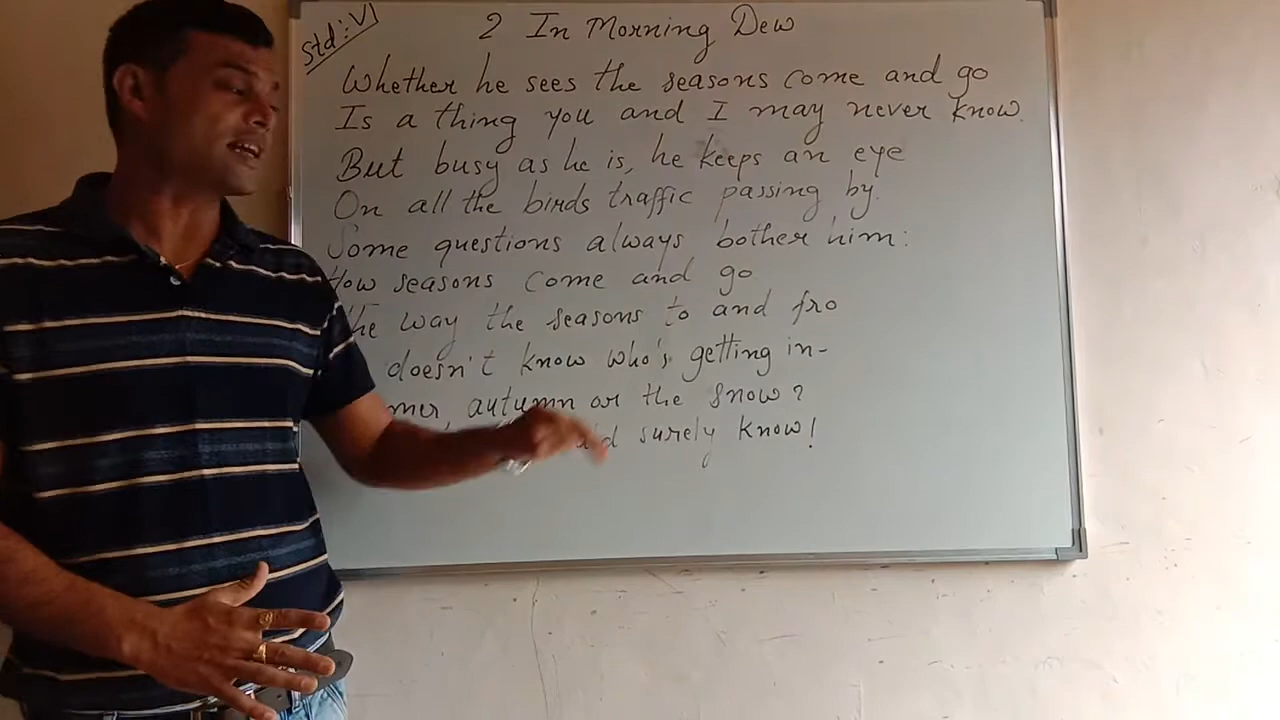 Std: VI
2 In Morning Dew
Whether he sees the seasons come and go
Is a thing you and I may never know.
But busy as he is, he keeps an eye
On all the birds traffic passing by.
Some questions always bother him:
How seasons come and go
the way the seasons to and fro
doesn't know who's getting in-
autumn or the snow?
surely know!